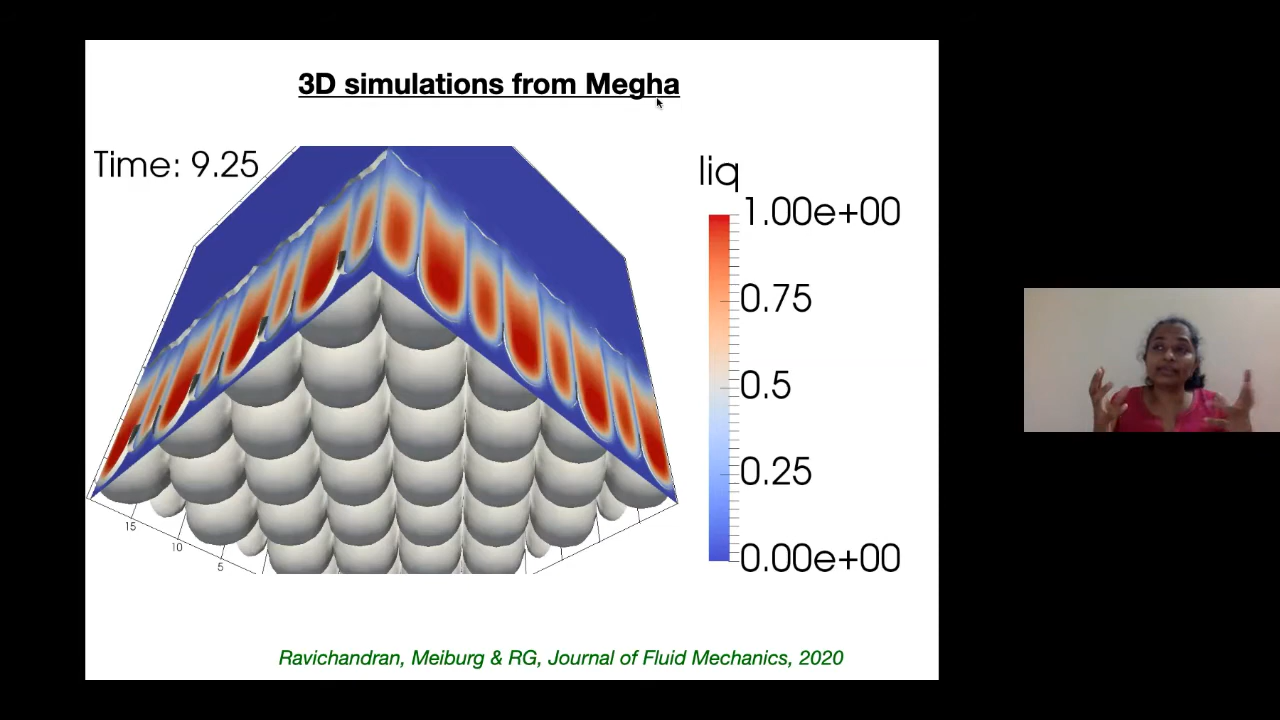 3D simulations from Megha
Time: 9.25
liq
1.00e+00
0.75
0.5
0.25
0.00e+00
15
10
5
Ravichandran, Meiburg & RG, Journal of Fluid Mechanics, 2020